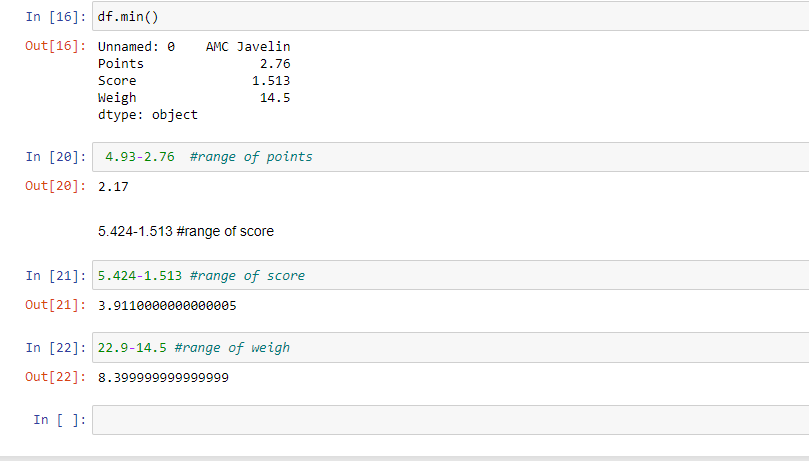 In [16]: df.min()
Out[16]: Unnamed: 0    AMC Javelin
Points               2.76
Score               1.513
Weigh                14.5
dtype: object
In [20]: 4.93-2.76  #range of points
Out[20]: 2.17
5.424-1.513 #range of score
In [21]: 5.424-1.513 #range of score
Out[21]: 3.9110000000000005
In [22]: 22.9-14.5 #range of weigh
Out[22]: 8.399999999999999
In [ ]: